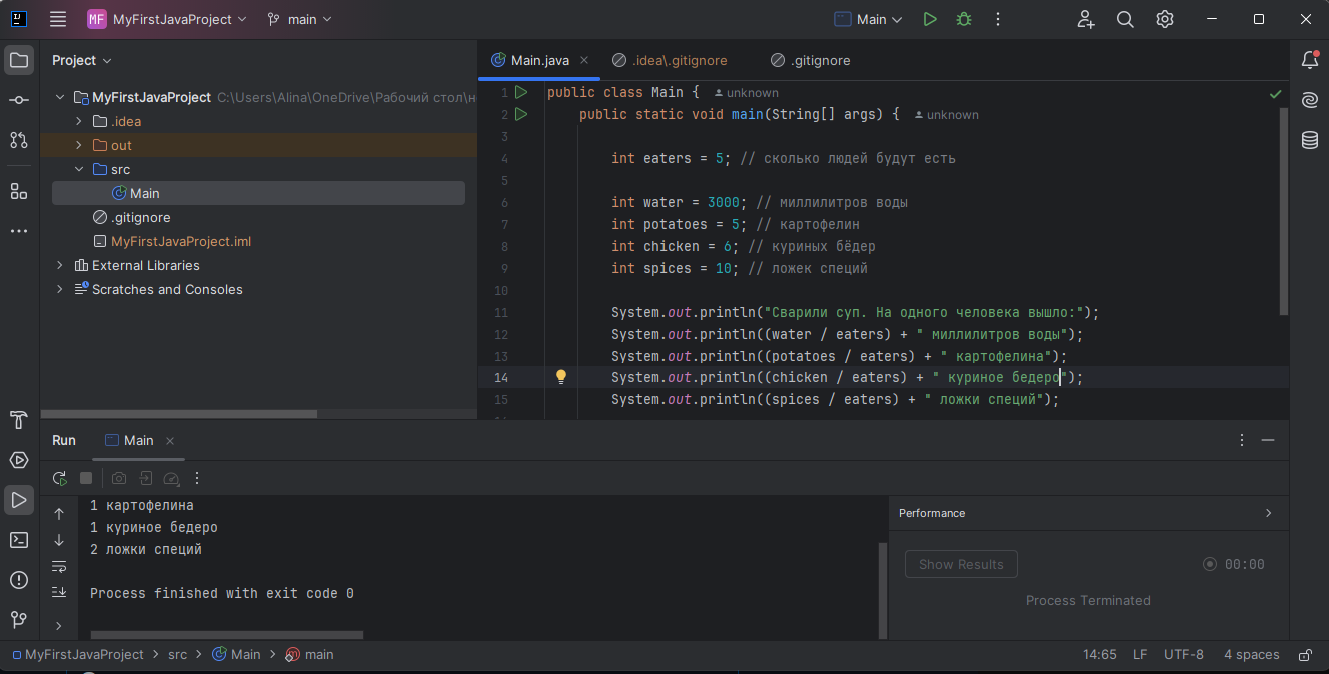 MF MyFirstJavaProject main Main
Project
MyFirstJavaProject C:\Users\Alina\OneDrive\Рабочий стол\н
.idea
out
src
Main
.gitignore
MyFirstJavaProject.iml
External Libraries
Scratches and Consoles
Main.java .idea\.gitignore .gitignore
1 public class Main { unknown
2 public static void main(String[] args) { unknown
3
4 int eaters = 5; // сколько людей будут есть
5
6 int water = 3000; // миллилитров воды
7 int potatoes = 5; // картофелин
8 int chicken = 6; // куриных бёдер
9 int spices = 10; // ложек специй
10
11 System.out.println("Сварили суп. На одного человека вышло:");
12 System.out.println((water / eaters) + " миллилитров воды");
13 System.out.println((potatoes / eaters) + " картофелина");
14 System.out.println((chicken / eaters) + " куриное бедеро");
15 System.out.println((spices / eaters) + " ложки специй");
Run Main
1 картофелина
1 куриное бедеро
2 ложки специй
Process finished with exit code 0
Performance
Show Results 00:00
Process Terminated
MyFirstJavaProject > src > Main > main 14:65 LF UTF-8 4 spaces